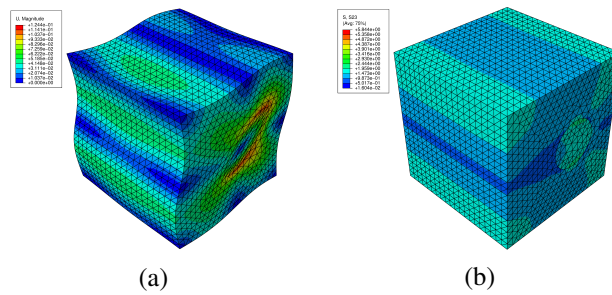 U, Magnitude
+1.244e-01
+1.141e-01
+1.037e-01
+9.333e-02
+8.296e-02
+7.259e-02
+6.222e-02
+5.185e-02
+4.148e-02
+3.111e-02
+2.074e-02
+1.037e-02
+0.000e+00
S, S23
(Avg: 75%)
+5.844e+00
+5.358e+00
+4.872e+00
+4.387e+00
+3.901e+00
+3.416e+00
+2.930e+00
+2.444e+00
+1.959e+00
+1.473e+00
+9.873e-01
+5.017e-01
+1.604e-02
(a)
(b)